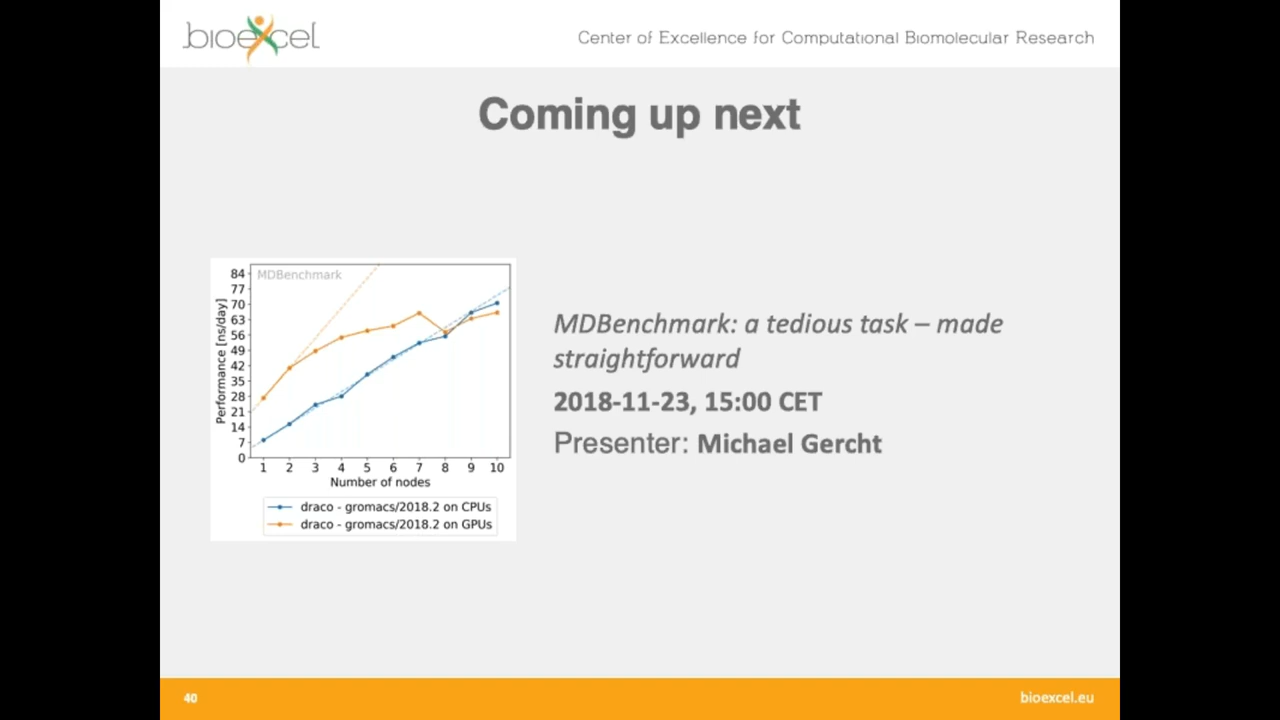 bioexcel
Center of Excellence for Computational Biomolecular Research
Coming up next
MDBenchmark
84
77
70
63
56
49
42
35
28
21
14
7
0
Performance [ns/day]
1 2 3 4 5 6 7 8 9 10
Number of nodes
draco - gromacs/2018.2 on CPUs
draco - gromacs/2018.2 on GPUs
MDBenchmark: a tedious task – made
straightforward
2018-11-23, 15:00 CET
Presenter: Michael Gercht
40
bioexcel.eu